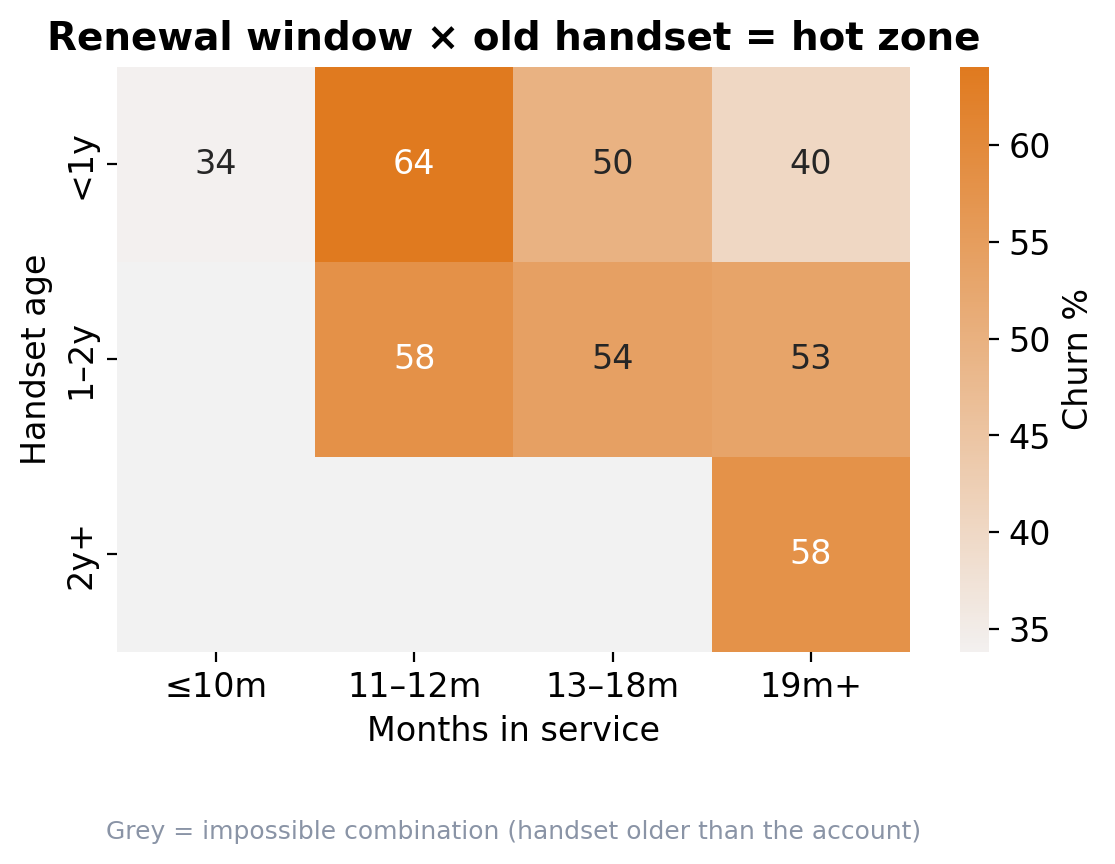 Renewal window × old handset = hot zone
<1y
34
64
50
40
1–2y
58
54
53
2y+
58
Handset age
≤10m
11–12m
13–18m
19m+
Months in service
60
55
50
45
40
35
Churn %
Grey = impossible combination (handset older than the account)